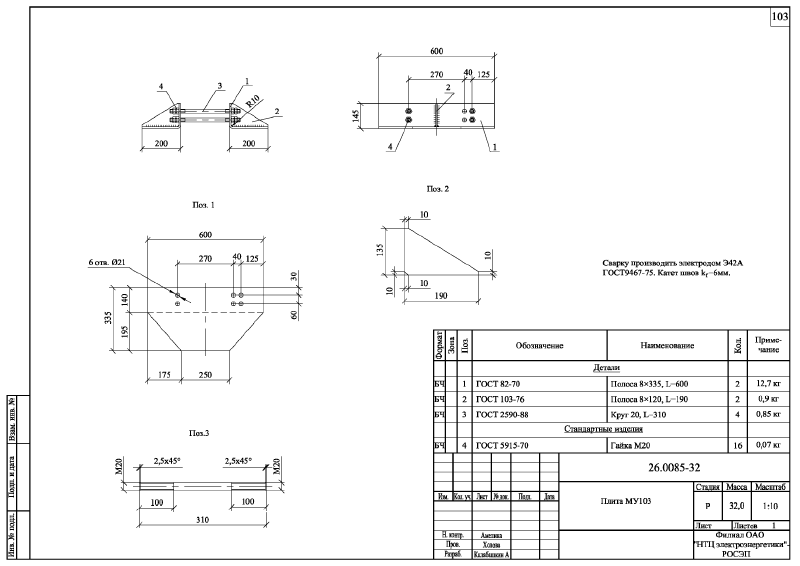 103
4
3
1
R10
2
200
200
600
270
40
125
2
145
4
1
Поз. 1
600
270
40
125
6 отв. Ø21
30
60
335
140
195
175
250
Поз. 2
10
135
10
10
10
190
Поз.3
М20
2,5х45°
2,5х45°
М20
100
100
310
Сварку производить электродом Э42А
ГОСТ9467-75. Катет швов kf=6мм.
Формат Зона Поз. Обозначение Наименование Кол. Приме-чание
Детали
БЧ 1 ГОСТ 82-70 Полоса 8×335, L=600 2 12,7 кг
БЧ 2 ГОСТ 103-76 Полоса 8×120, L=190 2 0,9 кг
БЧ 3 ГОСТ 2590-88 Круг 20, L=310 4 0,85 кг
Стандартные изделия
БЧ 4 ГОСТ 5915-70 Гайка М20 16 0,07 кг
26.0085-32
Изм. Кол. уч Лист № док. Подп. Дата
Плита МУ103
Стадия Масса Масштаб
Р 32,0 1:10
Лист Листов 1
Н. контр. Амелина
Пров. Холова
Разраб. Калабашкин А
Филиал ОАО
"НТЦ электроэнергетики"-
РОСЭП
Взам. инв. №
Подп. и дата
Инв. № подл.